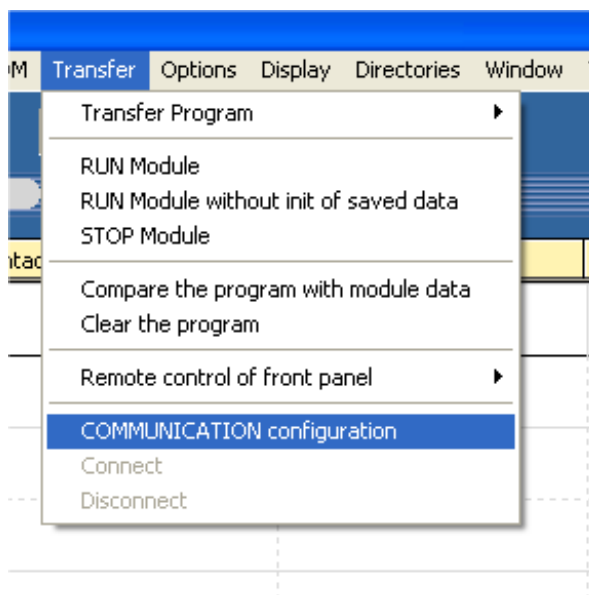 M Transfer Options Display Directories Window
Transfer Program
RUN Module
RUN Module without init of saved data
STOP Module
ntac
Compare the program with module data
Clear the program
Remote control of front panel
COMMUNICATION configuration
Connect
Disconnect